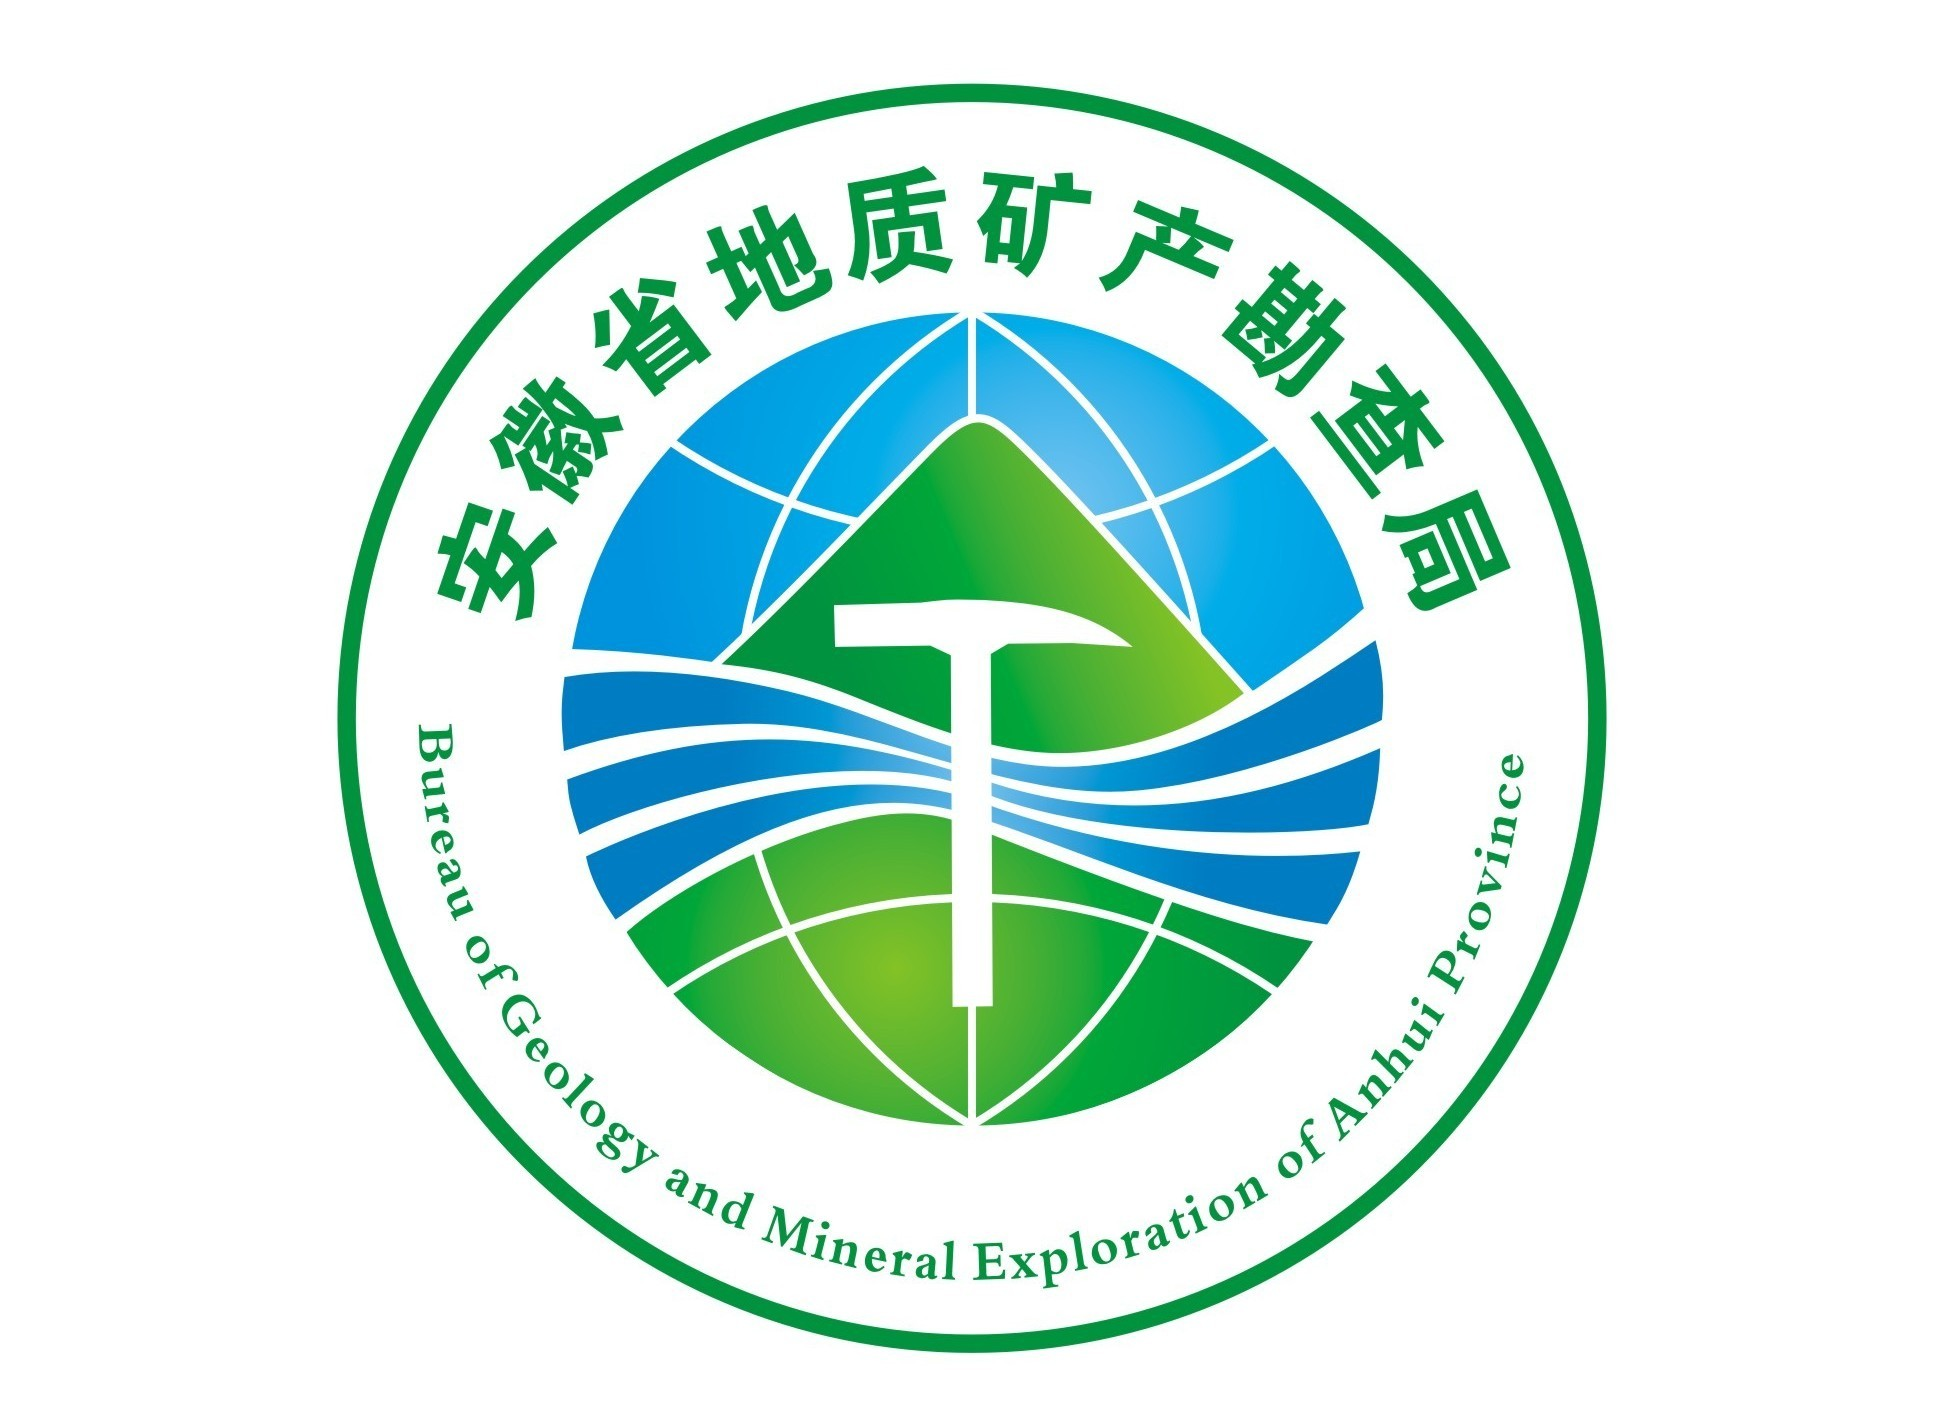 安徽省地质矿产勘查局
Bureau of Geology and Mineral Exploration of Anhui Province